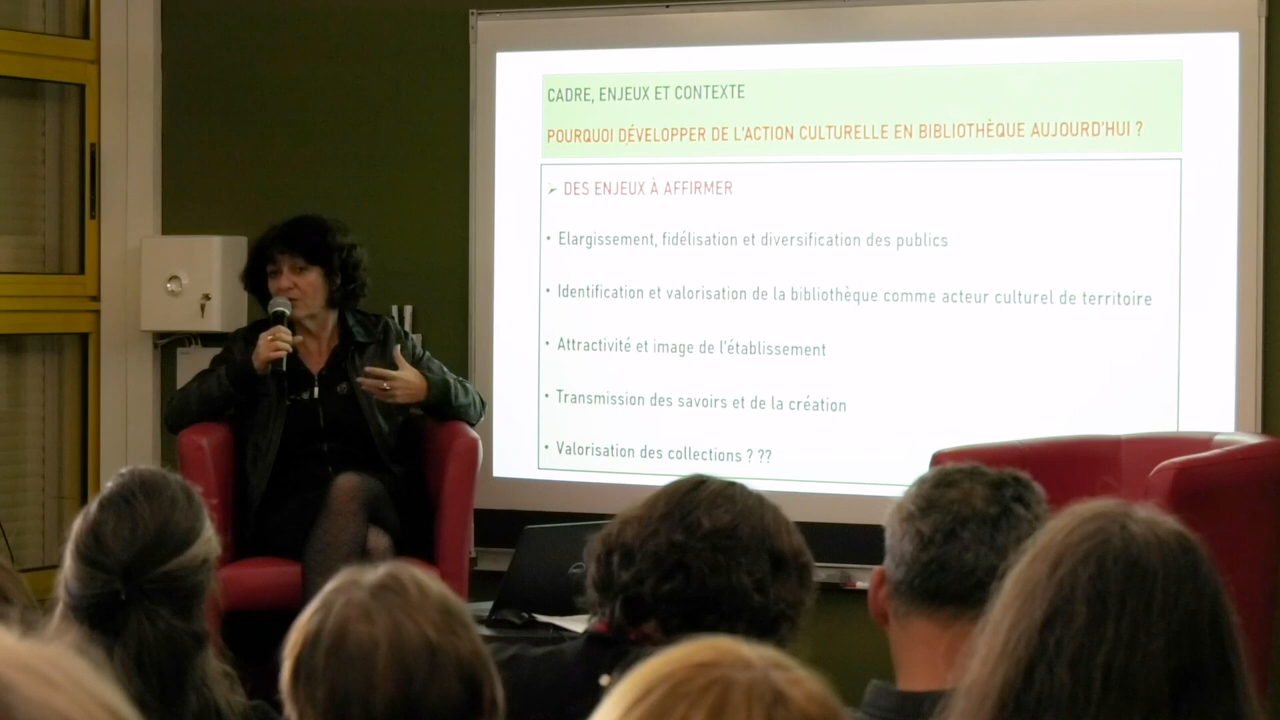 CADRE, ENJEUX ET CONTEXTE
POURQUOI DÉVELOPPER DE L'ACTION CULTURELLE EN BIBLIOTHÈQUE AUJOURD'HUI ?
➢ DES ENJEUX À AFFIRMER
• Elargissement, fidélisation et diversification des publics
• Identification et valorisation de la bibliothèque comme acteur culturel de territoire
• Attractivité et image de l'établissement
• Transmission des savoirs et de la création
• Valorisation des collections ? ??